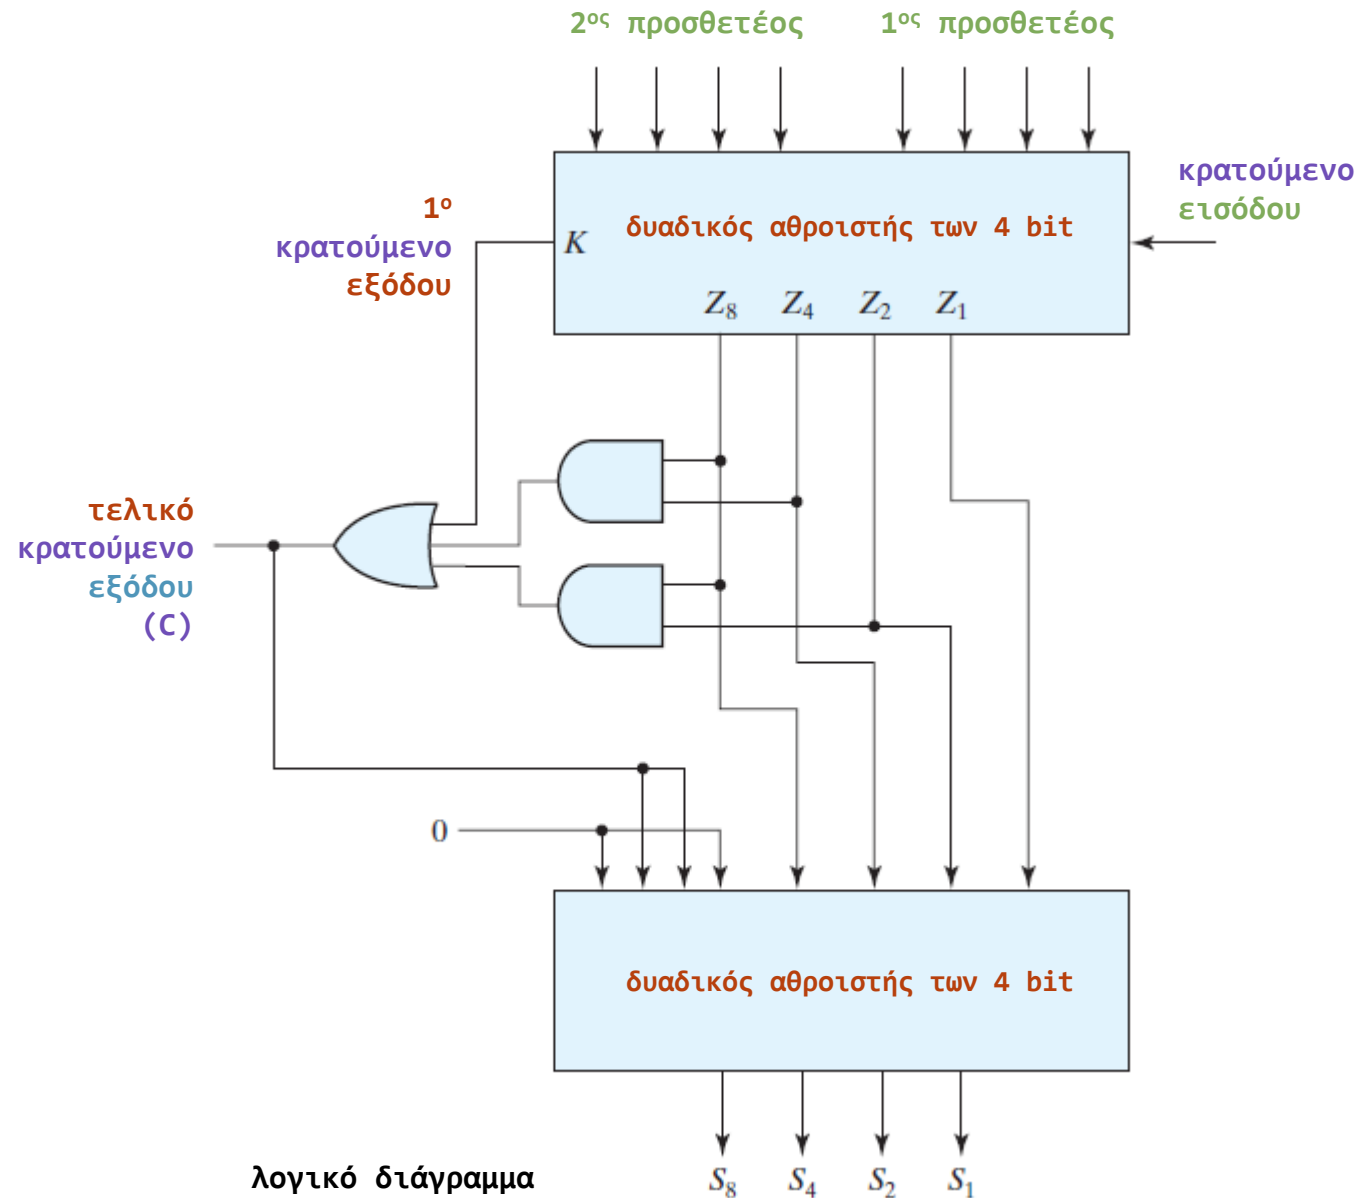 2ος προσθετέος
1ος προσθετέος
κρατούμενο
εισόδου
1ο
κρατούμενο
εξόδου
K
δυαδικός αθροιστής των 4 bit
Z8 Z4 Z2 Z1
τελικό
κρατούμενο
εξόδου
(C)
0
δυαδικός αθροιστής των 4 bit
S8 S4 S2 S1
λογικό διάγραμμα